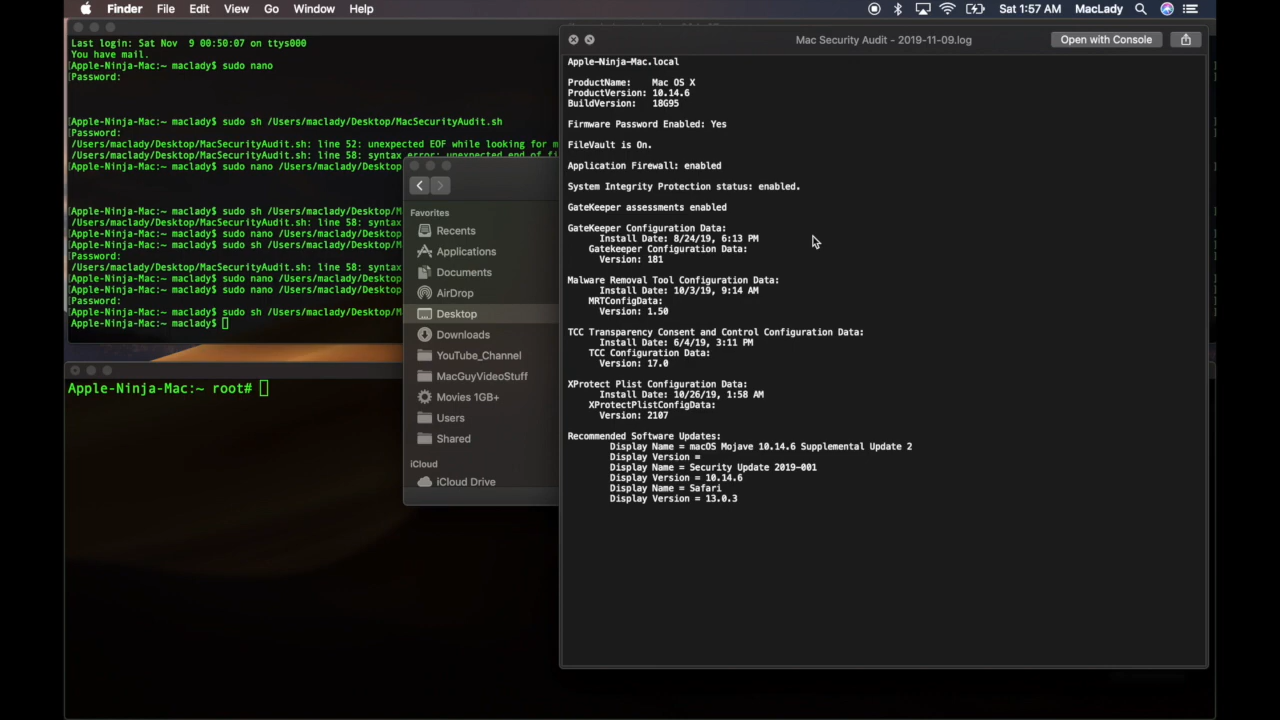 Finder File Edit View Go Window Help Sat 1:57 AM MacLady
Last login: Sat Nov  9 00:50:07 on ttys000
You have mail.
[Apple-Ninja-Mac:~ maclady$ sudo nano
[Password:
[Apple-Ninja-Mac:~ maclady$ sudo sh /Users/maclady/Desktop/MacSecurityAudit.sh
[Password:
/Users/maclady/Desktop/MacSecurityAudit.sh: line 52: unexpected EOF while looking for m
/Users/maclady/Desktop/MacSecurityAudit.sh: line 58: syntax error: unexpected end of fi
[Apple-Ninja-Mac:~ maclady$ sudo nano /Users/maclady/Desktop
[Apple-Ninja-Mac:~ maclady$ sudo sh /Users/maclady/Desktop/M
/Users/maclady/Desktop/MacSecurityAudit.sh: line 58: syntax
[Apple-Ninja-Mac:~ maclady$ sudo nano /Users/maclady/Desktop
[Apple-Ninja-Mac:~ maclady$ sudo sh /Users/maclady/Desktop/M
[Password:
/Users/maclady/Desktop/MacSecurityAudit.sh: line 58: syntax
[Apple-Ninja-Mac:~ maclady$ sudo nano /Users/maclady/Desktop
[Apple-Ninja-Mac:~ maclady$ sudo nano /Users/maclady/Desktop
[Password:
[Apple-Ninja-Mac:~ maclady$ sudo sh /Users/maclady/Desktop/M
Apple-Ninja-Mac:~ maclady$
Apple-Ninja-Mac:~ root#
Favorites
Recents
Applications
Documents
AirDrop
Desktop
Downloads
YouTube_Channel
MacGuyVideoStuff
Movies 1GB+
Users
Shared
iCloud
iCloud Drive
Mac Security Audit - 2019-11-09.log
Open with Console
Apple-Ninja-Mac.local
ProductName: Mac OS X
ProductVersion: 10.14.6
BuildVersion: 18G95
Firmware Password Enabled: Yes
FileVault is On.
Application Firewall: enabled
System Integrity Protection status: enabled.
GateKeeper assessments enabled
GateKeeper Configuration Data:
Install Date: 8/24/19, 6:13 PM
Gatekeeper Configuration Data:
Version: 181
Malware Removal Tool Configuration Data:
Install Date: 10/3/19, 9:14 AM
MRTConfigData:
Version: 1.50
TCC Transparency Consent and Control Configuration Data:
Install Date: 6/4/19, 3:11 PM
TCC Configuration Data:
Version: 17.0
XProtect Plist Configuration Data:
Install Date: 10/26/19, 1:58 AM
XProtectPlistConfigData:
Version: 2107
Recommended Software Updates:
Display Name = macOS Mojave 10.14.6 Supplemental Update 2
Display Version =
Display Name = Security Update 2019-001
Display Version = 10.14.6
Display Name = Safari
Display Version = 13.0.3